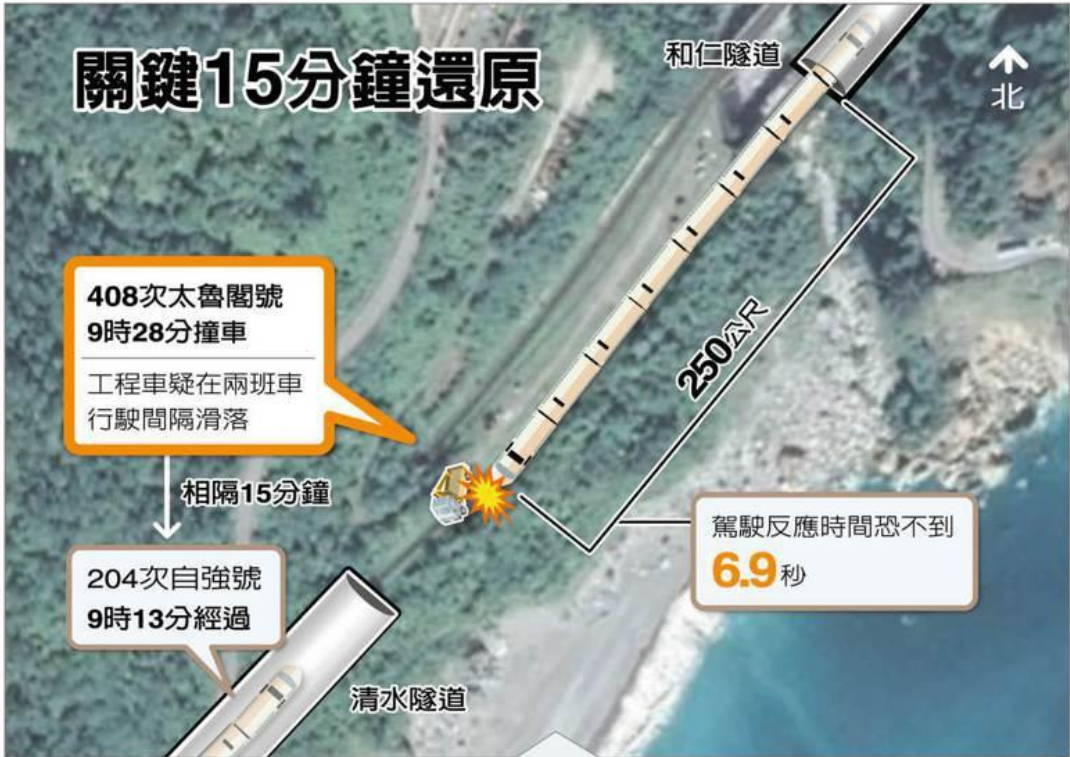 關鍵15分鐘還原
和仁隧道
北
408次太魯閣號
9時28分撞車
工程車疑在兩班車
行駛間隔滑落
250公尺
相隔15分鐘
駕駛反應時間恐不到
6.9秒
204次自強號
9時13分經過
清水隧道